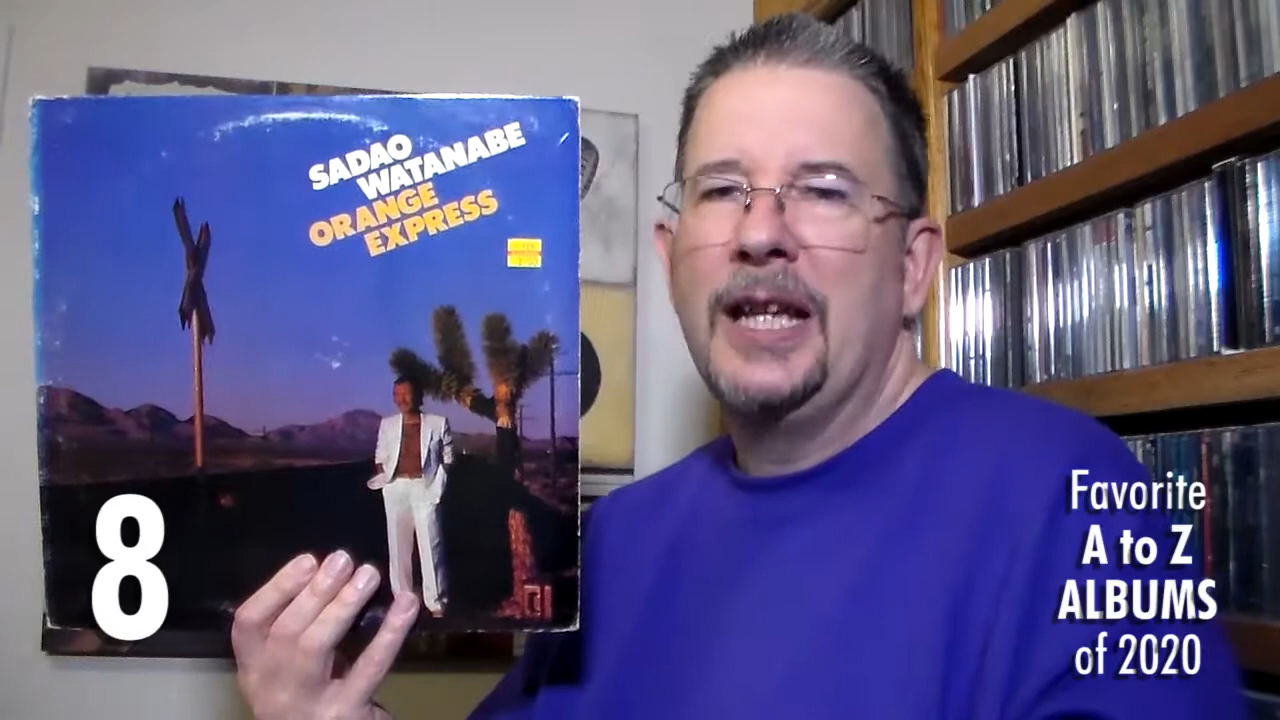 SADAO
WATANABE
ORANGE
EXPRESS
8
Favorite
A to Z
ALBUMS
of 2020